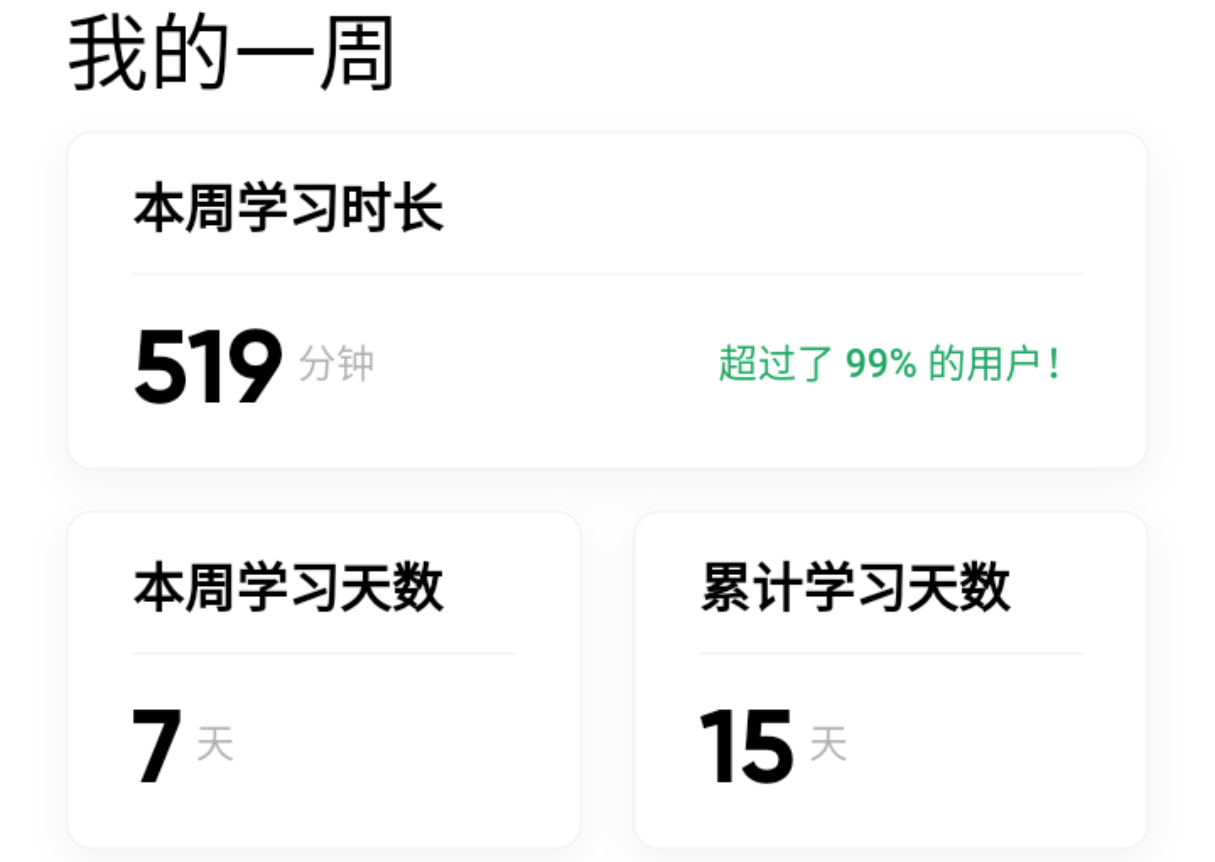 我的一周
本周学习时长
519 分钟
超过了 99% 的用户！
本周学习天数
累计学习天数
7 天
15 天